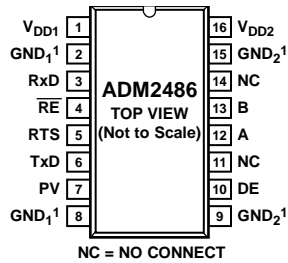 VDD1 1 16 VDD2
GND1¹ 2 15 GND2¹
RxD 3 14 NC
ADM2486
RE 4 13 B
TOP VIEW
(Not to Scale)
RTS 5 12 A
TxD 6 11 NC
PV 7 10 DE
GND1¹ 8 9 GND2¹
NC = NO CONNECT